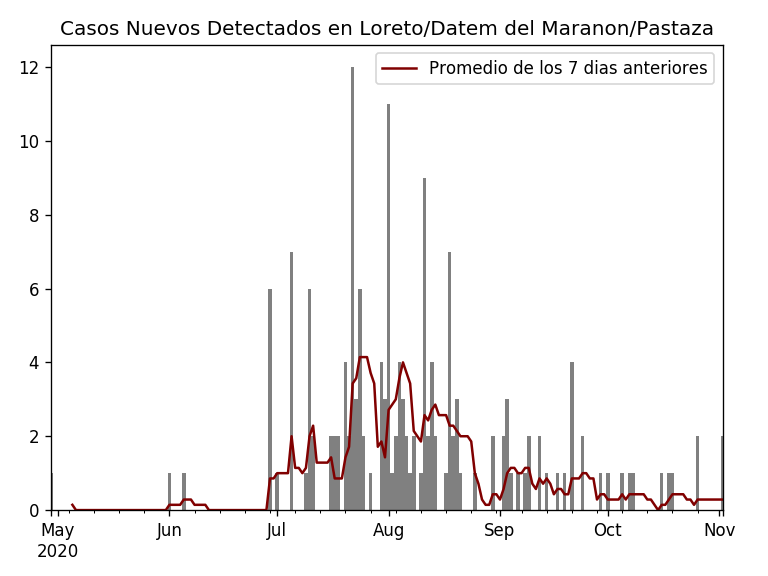 Casos Nuevos Detectados en Loreto/Datem del Maranon/Pastaza
Promedio de los 7 dias anteriores
12
10
8
6
4
2
0
May Jun Jul Aug Sep Oct Nov
2020